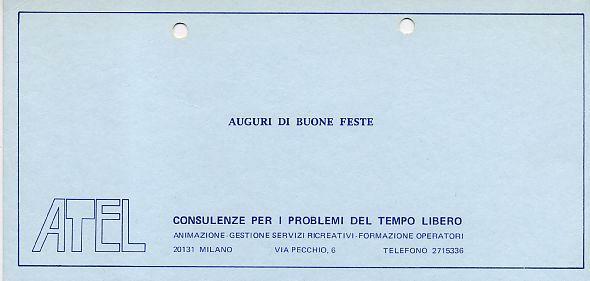 AUGURI DI BUONE FESTE
ATEL
CONSULENZE PER I PROBLEMI DEL TEMPO LIBERO
ANIMAZIONE-GESTIONE SERVIZI RICREATIVI-FORMAZIONE OPERATORI
20131 MILANO VIA PECCHIO, 6 TELEFONO 2715336